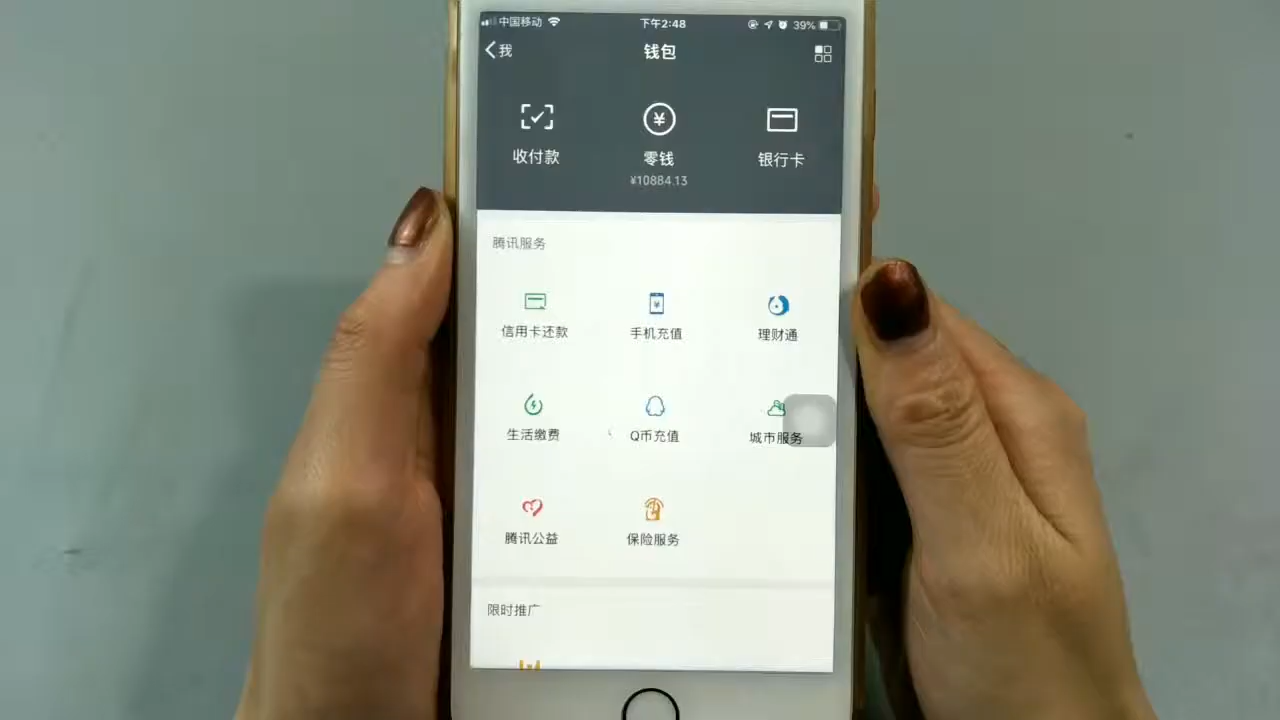 中国移动 下午2:48 39%
我 钱包
收付款 零钱 银行卡
¥10884.13
腾讯服务
信用卡还款 手机充值 理财通
生活缴费 Q币充值 城市服务
腾讯公益 保险服务
限时推广